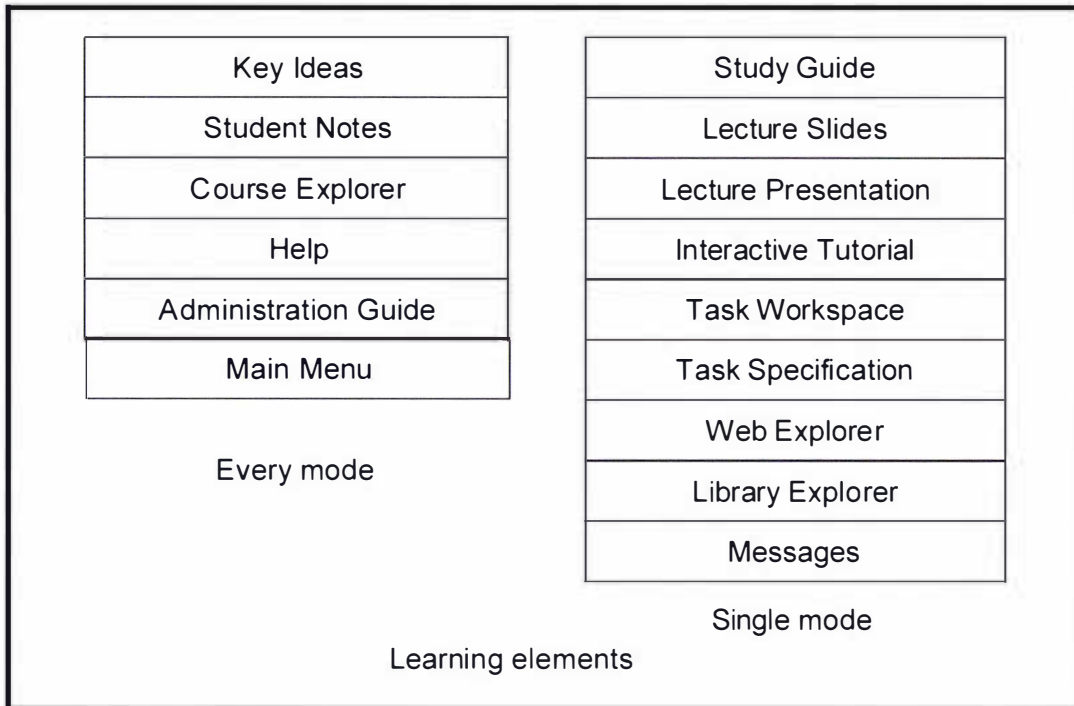 Key Ideas
Student Notes
Course Explorer
Help
Administration Guide
Main Menu
Every mode
Study Guide
Lecture Slides
Lecture Presentation
Interactive Tutorial
Task Workspace
Task Specification
Web Explorer
Library Explorer
Messages
Single mode
Learning elements